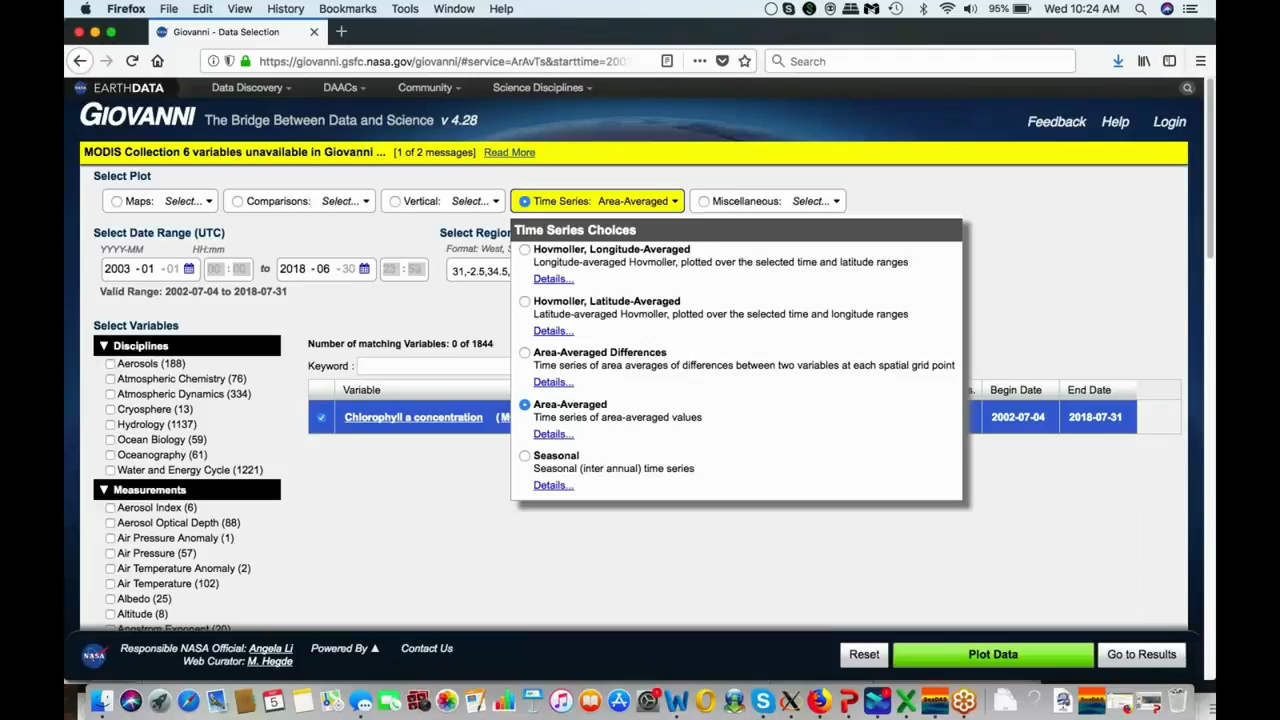 Firefox File Edit View History Bookmarks Tools Window Help 95% Wed 10:24 AM
Giovanni - Data Selection
https://giovanni.gsfc.nasa.gov/giovanni/#service=ArAvTs&starttime=200 Search
EARTHDATA Data Discovery DAACs Community Science Disciplines
GIOVANNI The Bridge Between Data and Science v 4.28 Feedback Help Login
MODIS Collection 6 variables unavailable in Giovanni ... [1 of 2 messages] Read More
Select Plot
Maps: Select... Comparisons: Select... Vertical: Select... Time Series: Area-Averaged Miscellaneous: Select...
Select Date Range (UTC) Select Regio
YYYY-MM HH:mm Format: West, S
2003 -01 -01 00 : 00 to 2018 -06 -30 23 : 59 31,-2.5,34.5,
Valid Range: 2002-07-04 to 2018-07-31
Time Series Choices
Hovmoller, Longitude-Averaged
Longitude-averaged Hovmoller, plotted over the selected time and latitude ranges
Details...
Hovmoller, Latitude-Averaged
Latitude-averaged Hovmoller, plotted over the selected time and longitude ranges
Details...
Area-Averaged Differences
Time series of area averages of differences between two variables at each spatial grid point
Details...
Area-Averaged
Time series of area-averaged values
Details...
Seasonal
Seasonal (inter annual) time series
Details...
Select Variables
Disciplines
Aerosols (188)
Atmospheric Chemistry (76)
Atmospheric Dynamics (334)
Cryosphere (13)
Hydrology (1137)
Ocean Biology (59)
Oceanography (61)
Water and Energy Cycle (1221)
Measurements
Aerosol Index (6)
Aerosol Optical Depth (88)
Air Pressure Anomaly (1)
Air Pressure (57)
Air Temperature Anomaly (2)
Air Temperature (102)
Albedo (25)
Altitude (8)
Angstrom Exponent (20)
Number of matching Variables: 0 of 1844
Keyword :
Variable s. Begin Date End Date
Chlorophyll a concentration (M 2002-07-04 2018-07-31
Responsible NASA Official: Angela Li Powered By Contact Us
Web Curator: M. Hegde
Reset Plot Data Go to Results